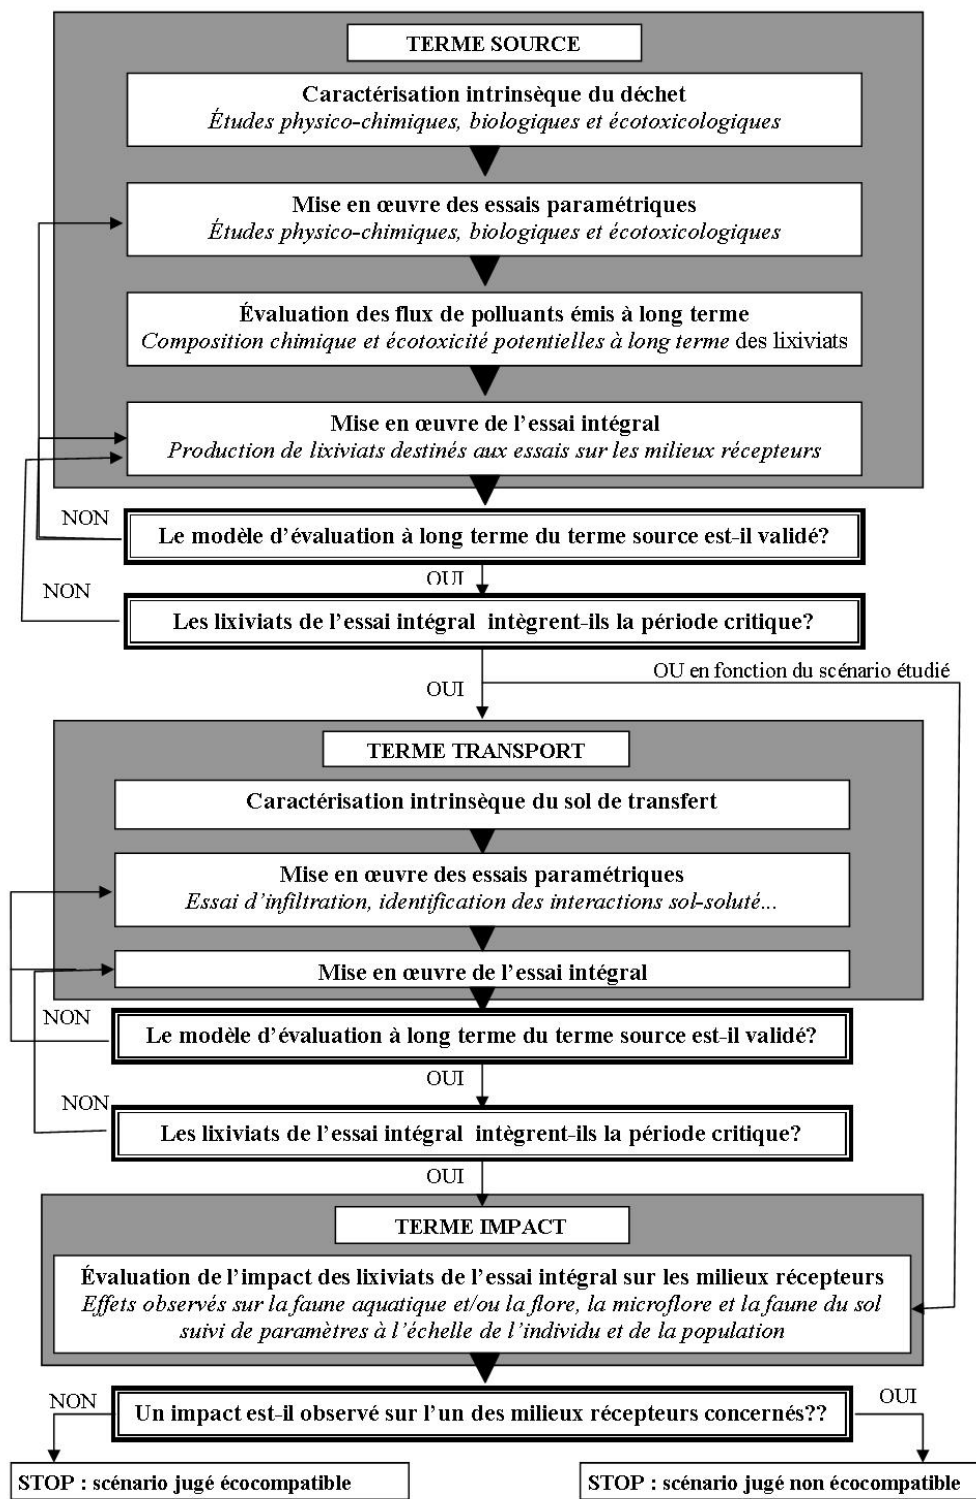 TERME SOURCE
Caractérisation intrinsèque du déchet
Études physico-chimiques, biologiques et écotoxicologiques
Mise en œuvre des essais paramétriques
Études physico-chimiques, biologiques et écotoxicologiques
Évaluation des flux de polluants émis à long terme
Composition chimique et écotoxicité potentielles à long terme des lixiviats
Mise en œuvre de l'essai intégral
Production de lixiviats destinés aux essais sur les milieux récepteurs
NON
Le modèle d'évaluation à long terme du terme source est-il validé?
OUI
NON
Les lixiviats de l'essai intégral intègrent-ils la période critique?
OU en fonction du scénario étudié
OUI
TERME TRANSPORT
Caractérisation intrinsèque du sol de transfert
Mise en œuvre des essais paramétriques
Essai d'infiltration, identification des interactions sol-soluté...
Mise en œuvre de l'essai intégral
NON
Le modèle d'évaluation à long terme du terme source est-il validé?
OUI
NON
Les lixiviats de l'essai intégral intègrent-ils la période critique?
OUI
TERME IMPACT
Évaluation de l'impact des lixiviats de l'essai intégral sur les milieux récepteurs
Effets observés sur la faune aquatique et/ou la flore, la microflore et la faune du sol
suivi de paramètres à l'échelle de l'individu et de la population
NON
OUI
Un impact est-il observé sur l'un des milieux récepteurs concernés??
STOP : scénario jugé écocompatible
STOP : scénario jugé non écocompatible